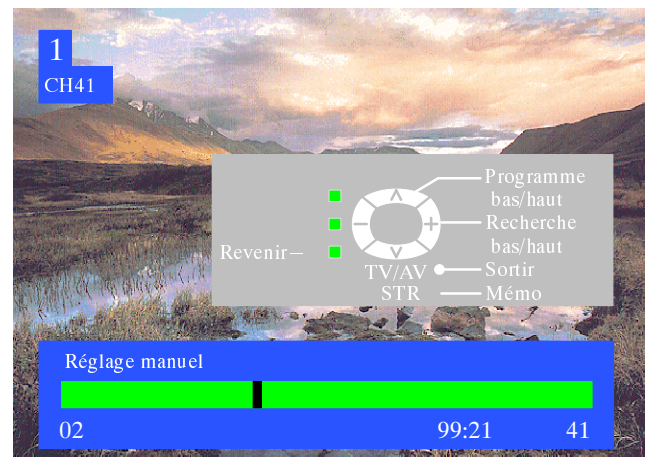 1
CH41
Programme
bas/haut
Recherche
bas/haut
Revenir
TV/AV
Sortir
STR
Mémo
Réglage manuel
02 99:21 41